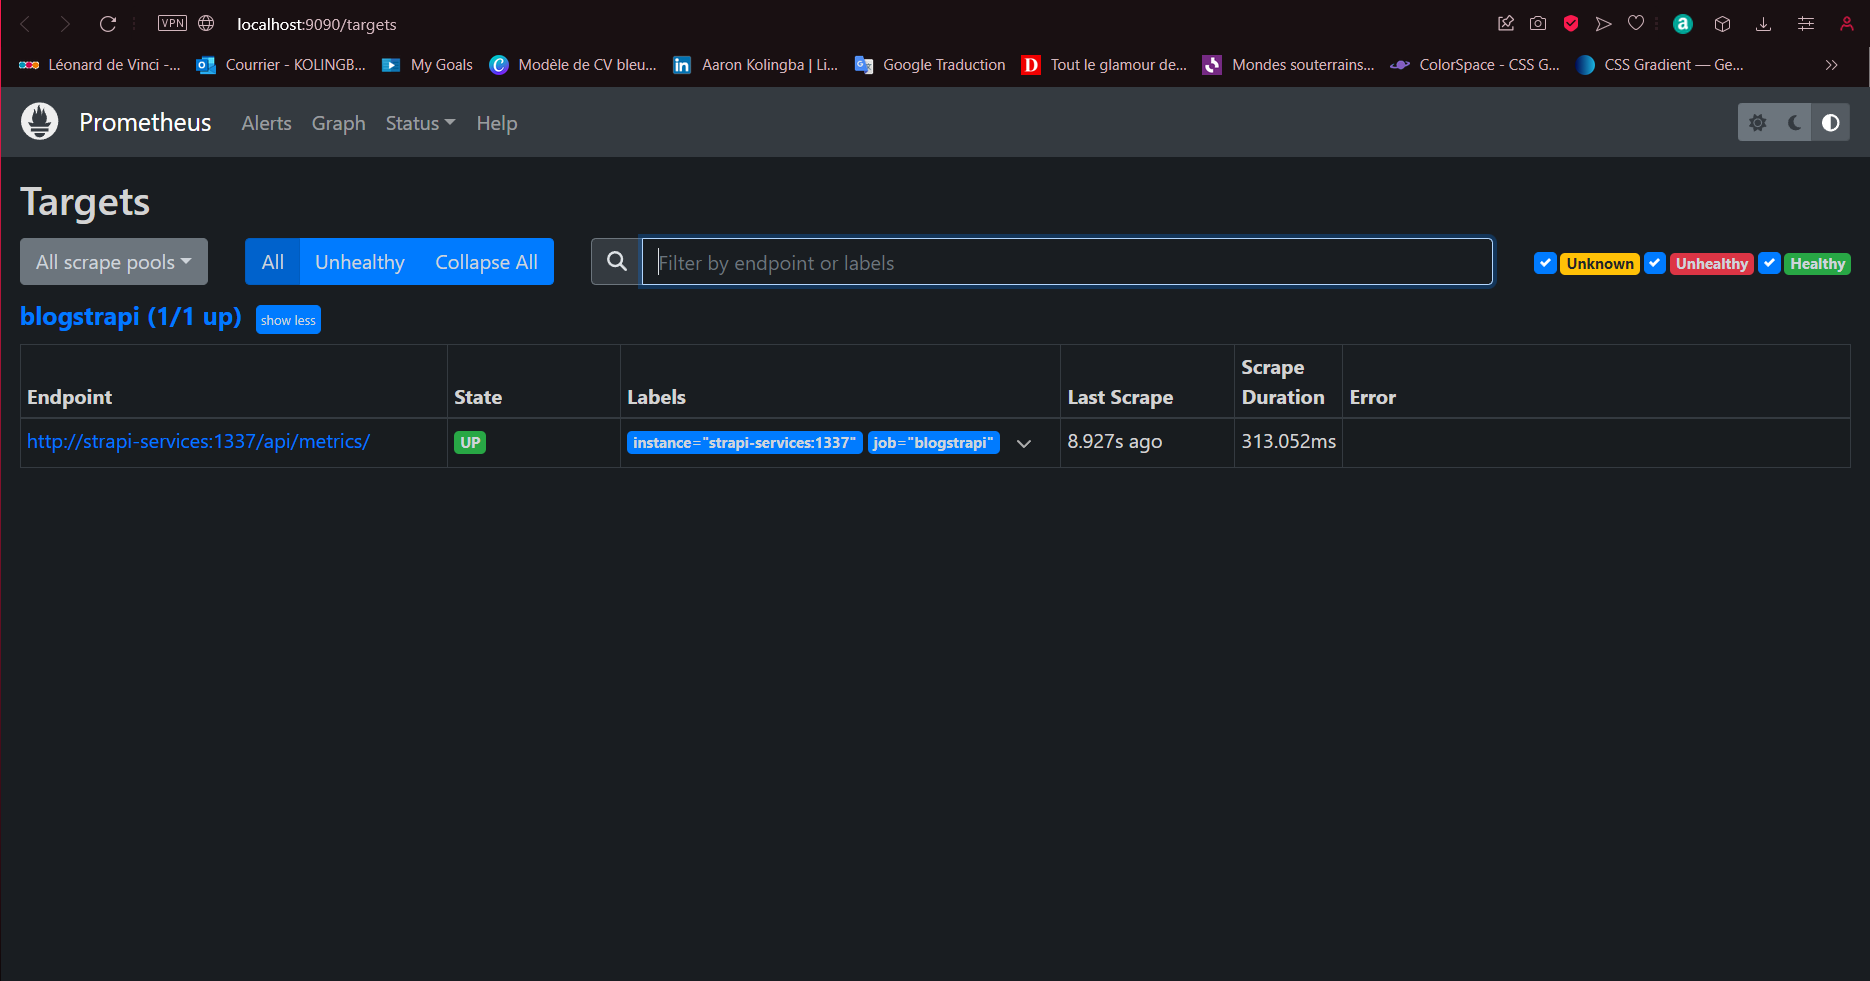 VPN localhost:9090/targets
Léonard de Vinci -... Courrier - KOLINGB... My Goals Modèle de CV bleu... Aaron Kolingba | Li... Google Traduction Tout le glamour de... Mondes souterrains... ColorSpace - CSS G... CSS Gradient — Ge...
Prometheus Alerts Graph Status Help
Targets
All scrape pools All Unhealthy Collapse All Filter by endpoint or labels Unknown Unhealthy Healthy
blogstrapi (1/1 up) show less
Endpoint State Labels Last Scrape Scrape Duration Error
http://strapi-services:1337/api/metrics/ UP instance="strapi-services:1337" job="blogstrapi" 8.927s ago 313.052ms